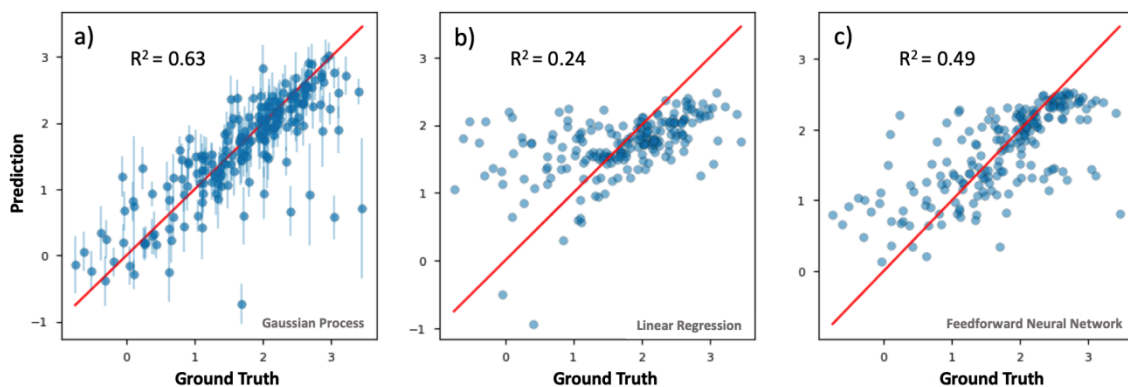 a)
R² = 0.63
Prediction
3
2
1
0
−1
Gaussian Process
0
1
2
3
Ground Truth
b)
R² = 0.24
3
2
1
0
−1
Linear Regression
0
1
2
3
Ground Truth
c)
R² = 0.49
3
2
1
0
Feedforward Neural Network
0
1
2
3
Ground Truth